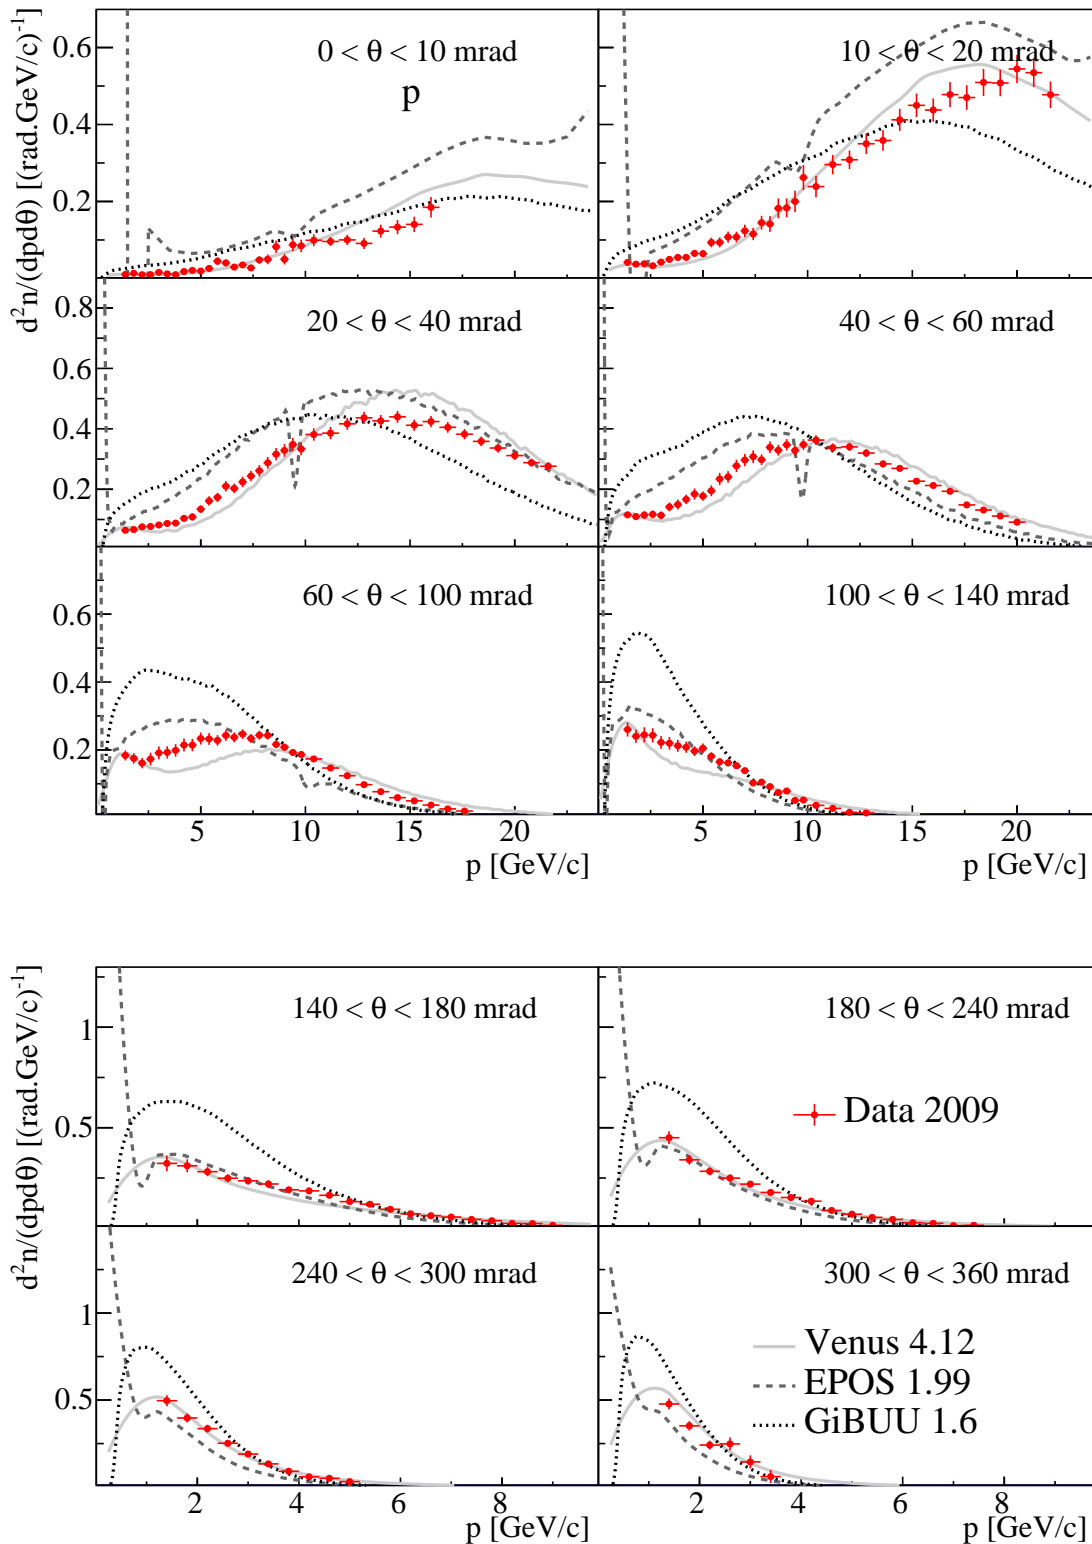 d²n/(dpdθ) [(rad.GeV/c)⁻¹]
0 < θ < 10 mrad
p
10 < θ < 20 mrad
0.6
0.4
0.2
20 < θ < 40 mrad
40 < θ < 60 mrad
0.8
0.6
0.4
0.2
60 < θ < 100 mrad
100 < θ < 140 mrad
0.6
0.4
0.2
5 10 15 20
5 10 15 20
p [GeV/c]
p [GeV/c]
d²n/(dpdθ) [(rad.GeV/c)⁻¹]
140 < θ < 180 mrad
180 < θ < 240 mrad
1
0.5
Data 2009
240 < θ < 300 mrad
300 < θ < 360 mrad
1
0.5
Venus 4.12
EPOS 1.99
GiBUU 1.6
2 4 6 8
2 4 6 8
p [GeV/c]
p [GeV/c]